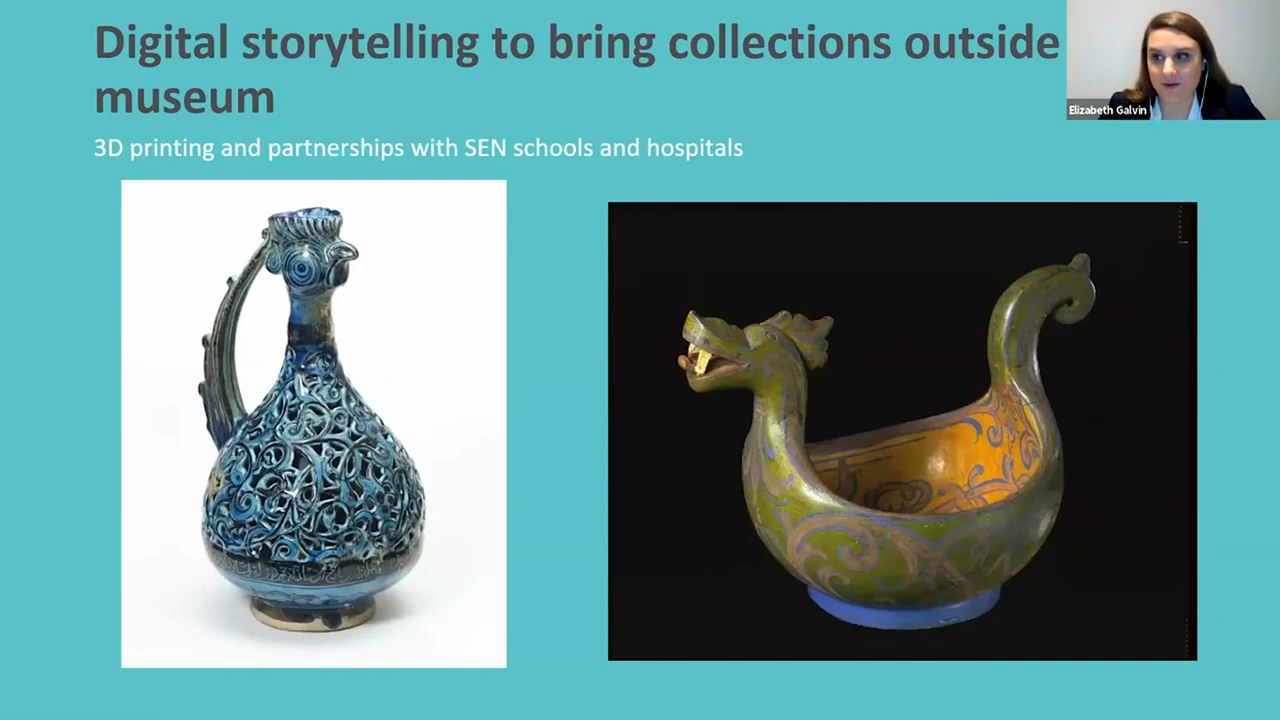 Digital storytelling to bring collections outside
museum
3D printing and partnerships with SEN schools and hospitals
Elizabeth Galvin